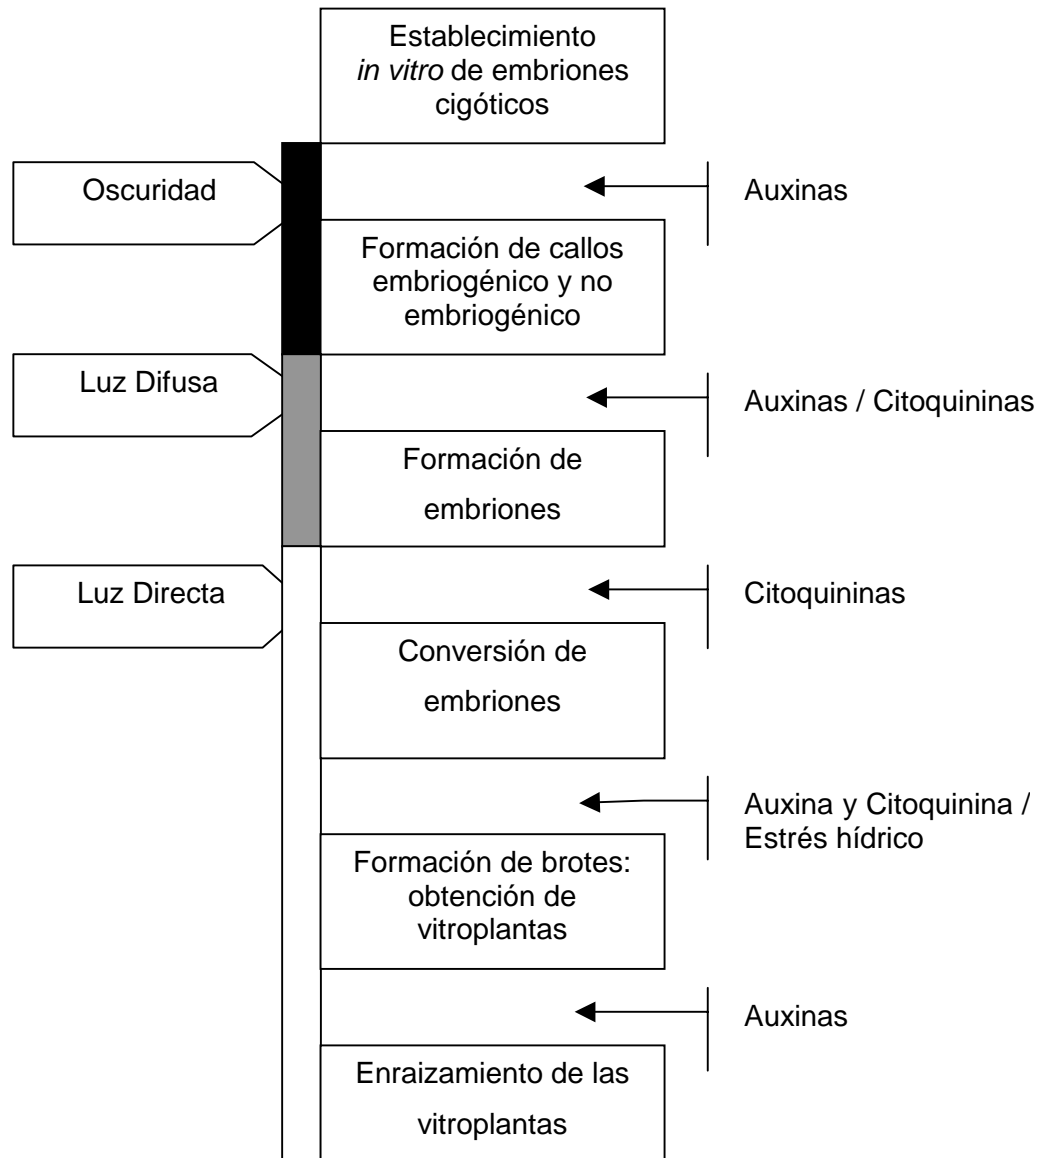 Establecimiento
in vitro de embriones
cigóticos
Oscuridad
Auxinas
Formación de callos
embriogénico y no
embriogénico
Luz Difusa
Auxinas / Citoquininas
Formación de
embriones
Luz Directa
Citoquininas
Conversión de
embriones
Auxina y Citoquinina /
Estrés hídrico
Formación de brotes:
obtención de
vitroplantas
Auxinas
Enraizamiento de las
vitroplantas